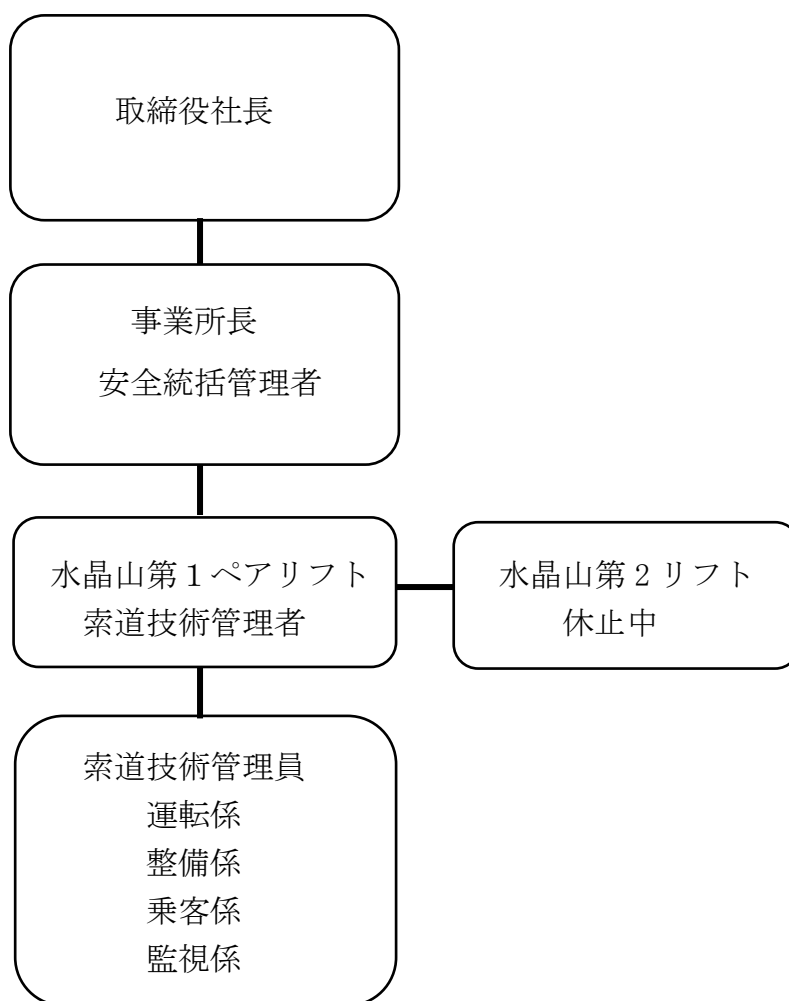 取締役社長
事業所長
安全統括管理者
水晶山第１ペアリフト
索道技術管理者
水晶山第２リフト
休止中
索道技術管理員
運転係
整備係
乗客係
監視係